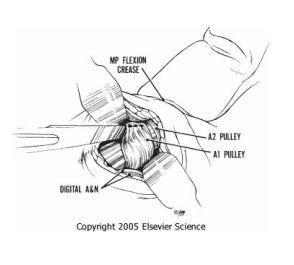 MP FLEXION
CREASE
A2 PULLEY
A1 PULLEY
DIGITAL A&N
Copyright 2005 Elsevier Science